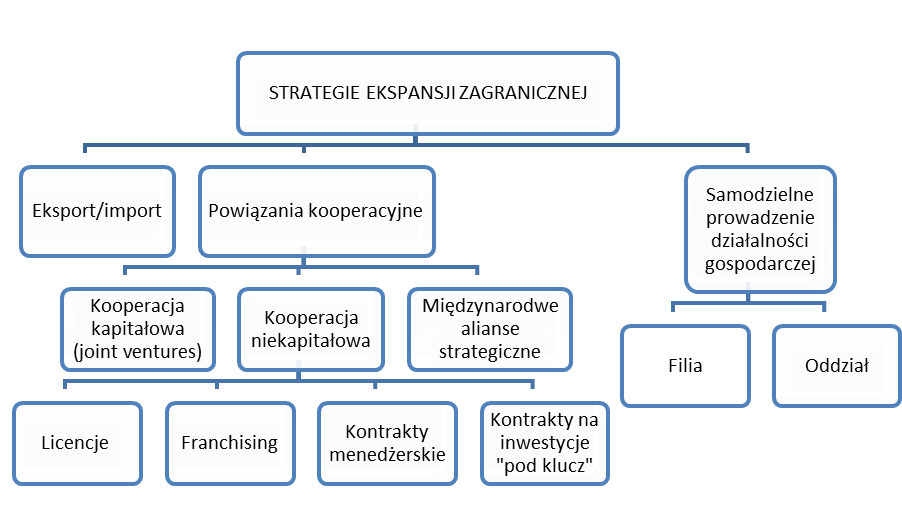 STRATEGIE EKSPANSJI ZAGRANICZNEJ
Eksport/import
Powiązania kooperacyjne
Samodzielne
prowadzenie
działalności
gospodarczej
Kooperacja
kapitałowa
(joint ventures)
Kooperacja
niekapitałowa
Międzynarodwe
alianse
strategiczne
Filia
Oddział
Licencje
Franchising
Kontrakty
menedżerskie
Kontrakty na
inwestycje
"pod klucz"